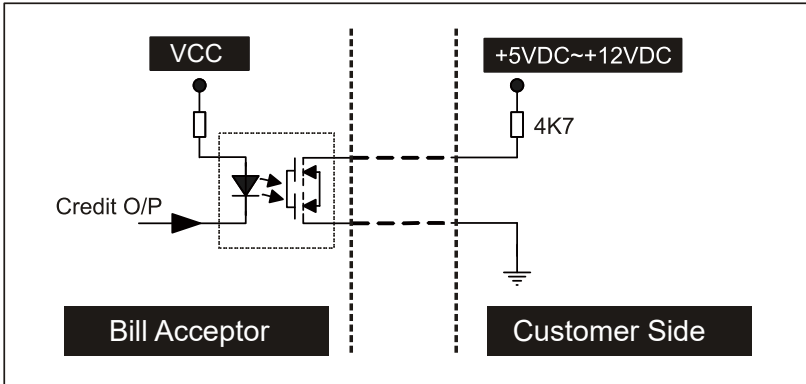 VCC
+5VDC~+12VDC
4K7
Credit O/P
Bill Acceptor
Customer Side